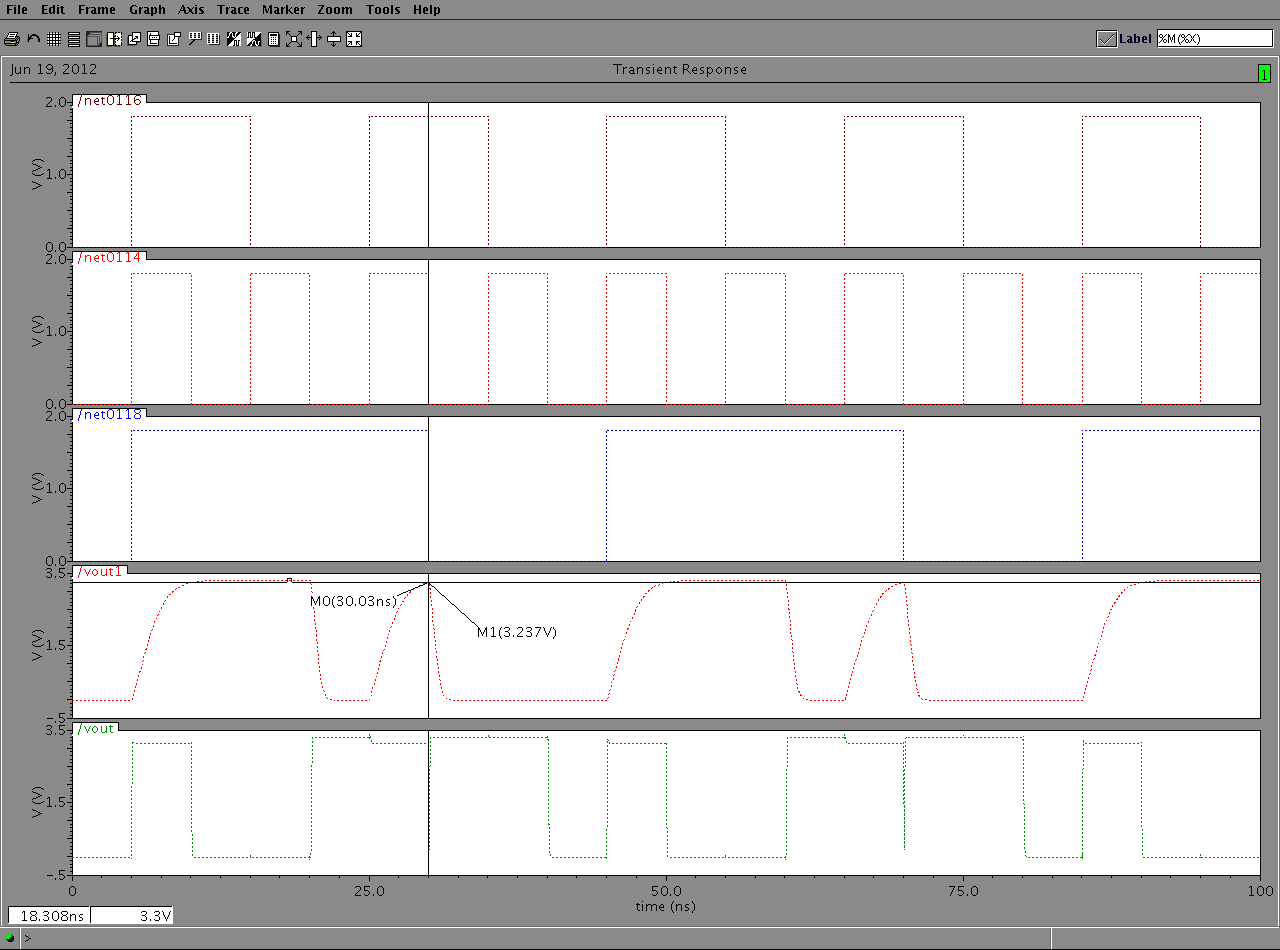 File Edit Frame Graph Axis Trace Marker Zoom Tools Help
Label %M(%X)
Jun 19, 2012 Transient Response 1
/net0116
2.0
1.0
0.0
V (V)
/net0114
2.0
1.0
0.0
V (V)
/net0118
2.0
1.0
0.0
V (V)
/vout1
3.5
1.5
-.5
V (V)
M0(30.03ns)
M1(3.237V)
/vout
3.5
1.5
-.5
V (V)
0 25.0 50.0 75.0 100
time (ns)
18.308ns 3.3V
>